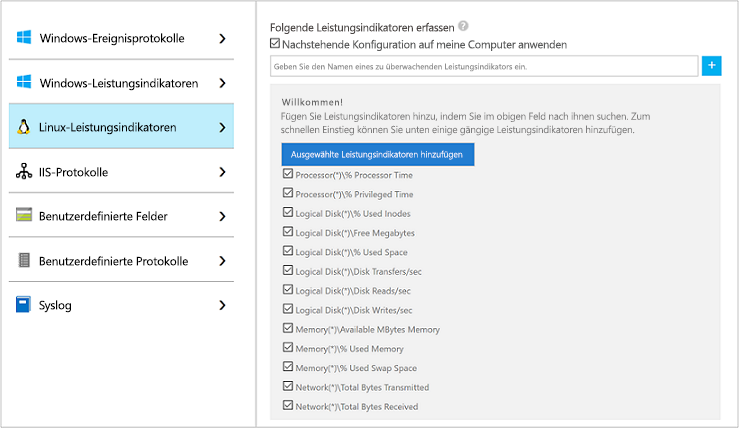 Windows-Ereignisprotokolle
Windows-Leistungsindikatoren
Linux-Leistungsindikatoren
IIS-Protokolle
Benutzerdefinierte Felder
Benutzerdefinierte Protokolle
Syslog
Folgende Leistungsindikatoren erfassen ?
Nachstehende Konfiguration auf meine Computer anwenden
Geben Sie den Namen eines zu überwachenden Leistungsindikators ein.
+
Willkommen!
Fügen Sie Leistungsindikatoren hinzu, indem Sie im obigen Feld nach ihnen suchen. Zum
schnellen Einstieg können Sie unten einige gängige Leistungsindikatoren hinzufügen.
Ausgewählte Leistungsindikatoren hinzufügen
Processor(*)\% Processor Time
Processor(*)\% Privileged Time
Logical Disk(*)\% Used Inodes
Logical Disk(*)\Free Megabytes
Logical Disk(*)\% Used Space
Logical Disk(*)\Disk Transfers/sec
Logical Disk(*)\Disk Reads/sec
Logical Disk(*)\Disk Writes/sec
Memory(*)\Available MBytes Memory
Memory(*)\% Used Memory
Memory(*)\% Used Swap Space
Network(*)\Total Bytes Transmitted
Network(*)\Total Bytes Received